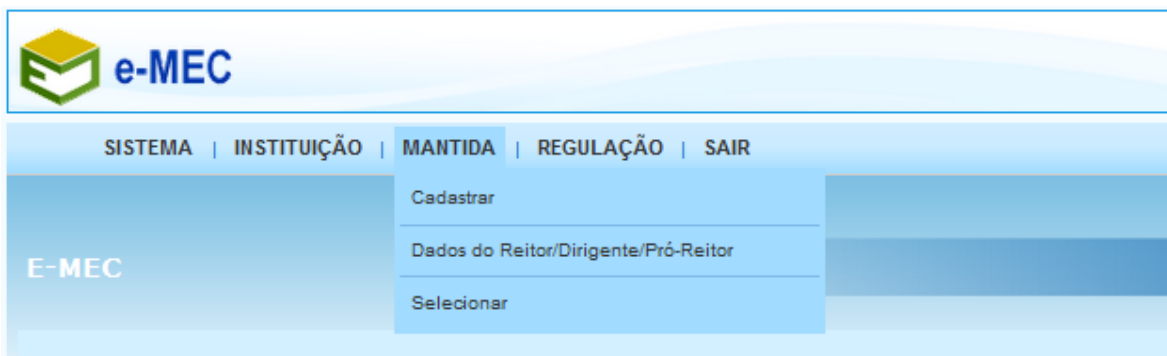 e-MEC
SISTEMA | INSTITUIÇÃO | MANTIDA | REGULAÇÃO | SAIR
Cadastrar
Dados do Reitor/Dirigente/Pró-Reitor
E-MEC
Selecionar